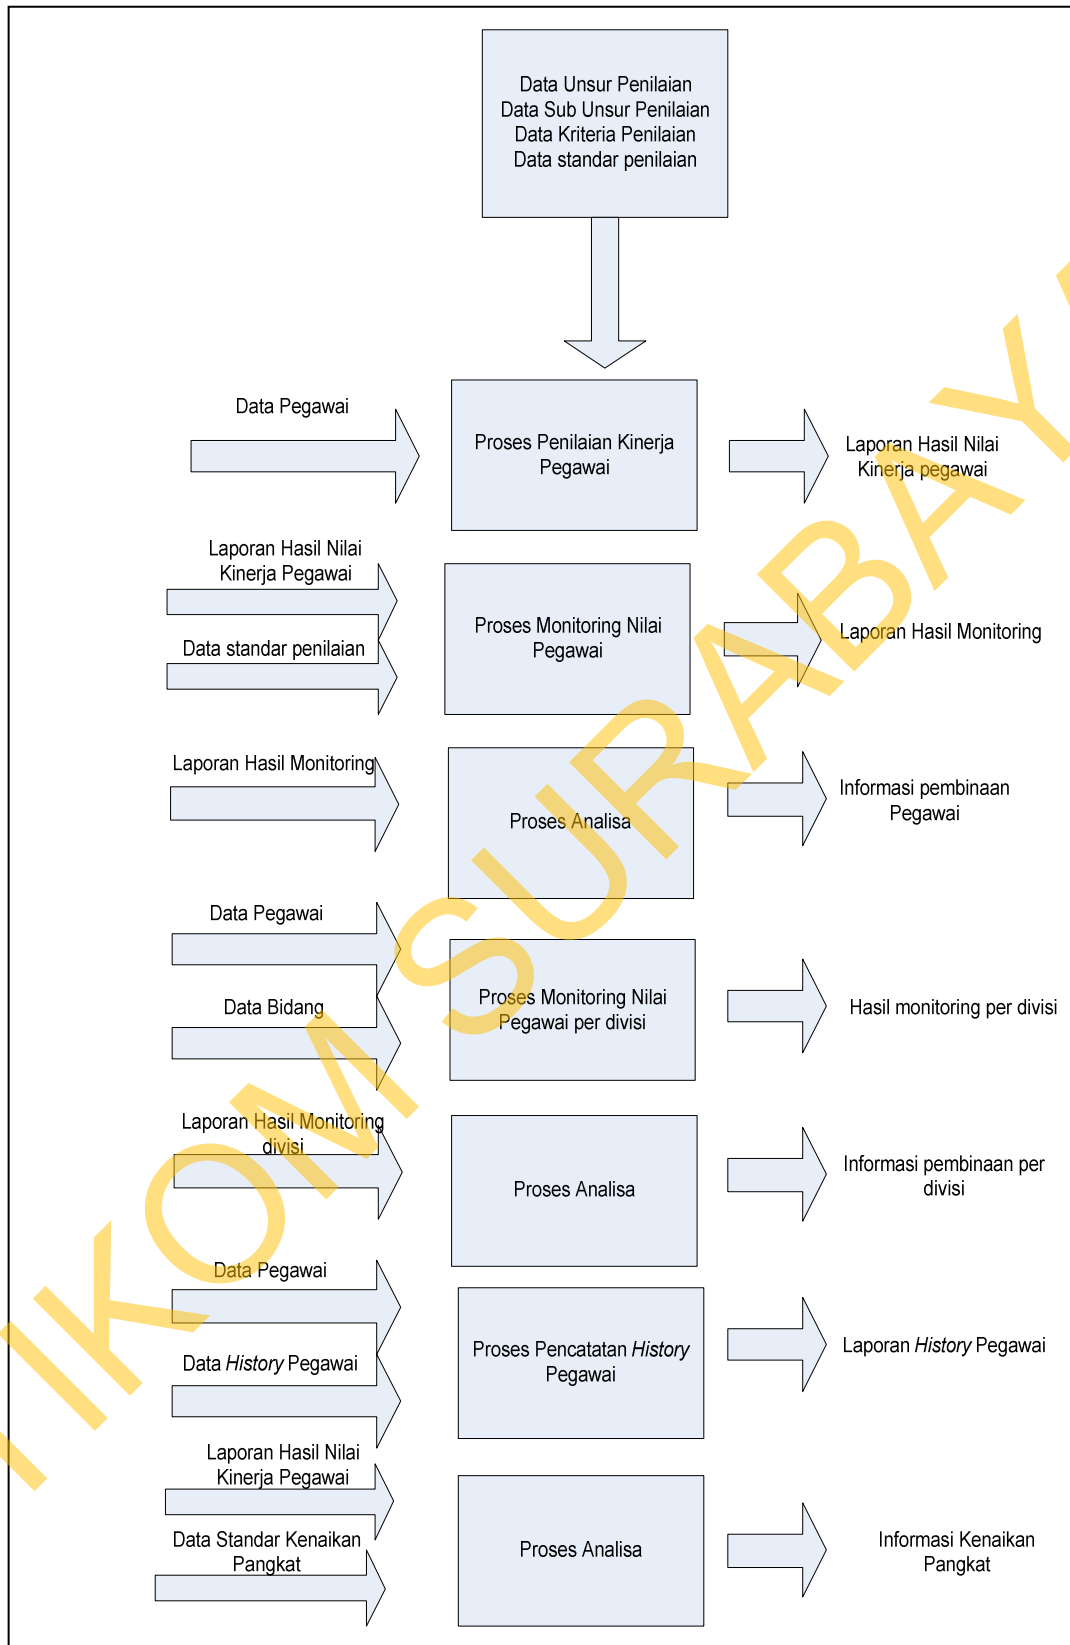 Data Unsur Penilaian
Data Sub Unsur Penilaian
Data Kriteria Penilaian
Data standar penilaian
Data Pegawai
Proses Penilaian Kinerja
Pegawai
Laporan Hasil Nilai
Kinerja pegawai
Laporan Hasil Nilai
Kinerja Pegawai
Data standar penilaian
Proses Monitoring Nilai
Pegawai
Laporan Hasil Monitoring
Laporan Hasil Monitoring
Proses Analisa
Informasi pembinaan
Pegawai
Data Pegawai
Data Bidang
Proses Monitoring Nilai
Pegawai per divisi
Hasil monitoring per divisi
Laporan Hasil Monitoring
divisi
Proses Analisa
Informasi pembinaan per
divisi
Data Pegawai
Data History Pegawai
Proses Pencatatan History
Pegawai
Laporan History Pegawai
Laporan Hasil Nilai
Kinerja Pegawai
Data Standar Kenaikan
Pangkat
Proses Analisa
Informasi Kenaikan
Pangkat
IKOM SURABAYA